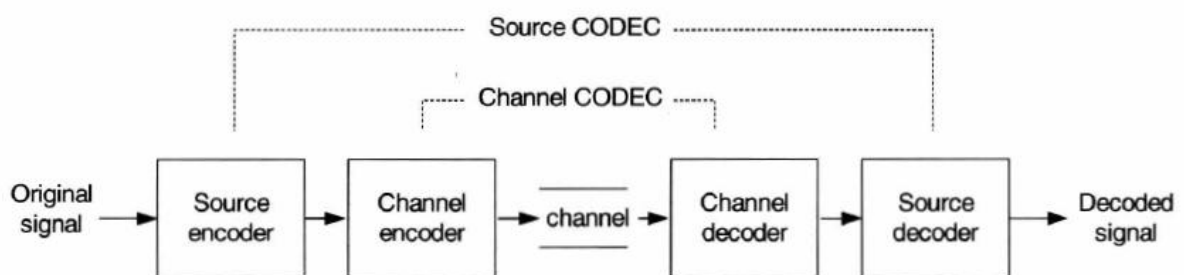 Source CODEC
Channel CODEC
Original
signal
Source
encoder
Channel
encoder
channel
Channel
decoder
Source
decoder
Decoded
signal